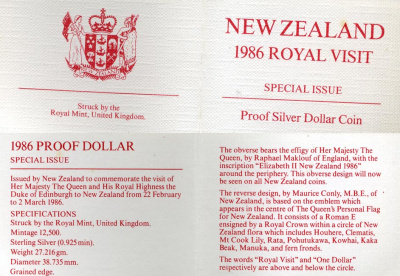 NEW ZEALAND
Struck by the
Royal Mint, United Kingdom.
NEW ZEALAND
1986 ROYAL VISIT
SPECIAL ISSUE
Proof Silver Dollar Coin
1986 PROOF DOLLAR
SPECIAL ISSUE
Issued by New Zealand to commemorate the visit of
Her Majesty The Queen and His Royal Highness the
Duke of Edinburgh to New Zealand from 22 February
to 2 March 1986.
SPECIFICATIONS
Struck by the Royal Mint, United Kingdom.
Mintage 12,500.
Sterling Silver (0.925 min).
Weight 27.216 gm.
Diameter 38.735 mm.
Grained edge.
The obverse bears the effigy of Her Majesty The
Queen, by Raphael Maklouf of England, with the
inscription "Elizabeth II New Zealand 1986"
around the periphery. This obverse design will now
be seen on all New Zealand coins.
The reverse design, by Maurice Conly, M.B.E., of
New Zealand, is based on the emblem which
appears in the centre of The Queen's Personal Flag
for New Zealand. It consists of a Roman E
ensigned by a Royal Crown within a circle of New
Zealand flora which includes Houhere, Clematis,
Mt Cook Lily, Rata, Pohutukawa, Kowhai, Kaka
Beak, Manuka, and fern fronds.
The words "Royal Visit" and "One Dollar"
respectively are above and below the circle.